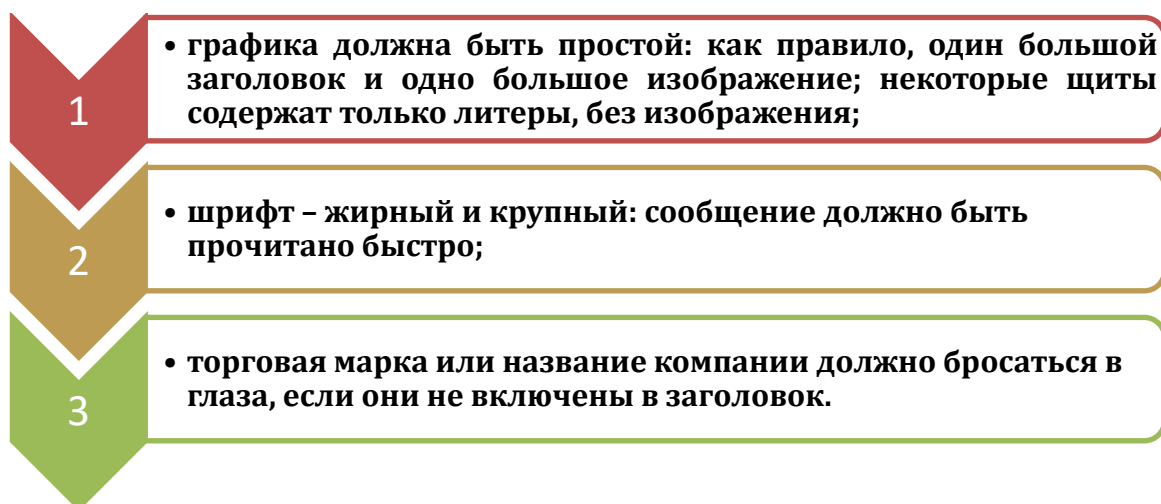 1
• графика должна быть простой: как правило, один большой
заголовок и одно большое изображение; некоторые щиты
содержат только литеры, без изображения;
2
• шрифт – жирный и крупный: сообщение должно быть
прочитано быстро;
3
• торговая марка или название компании должно бросаться в
глаза, если они не включены в заголовок.